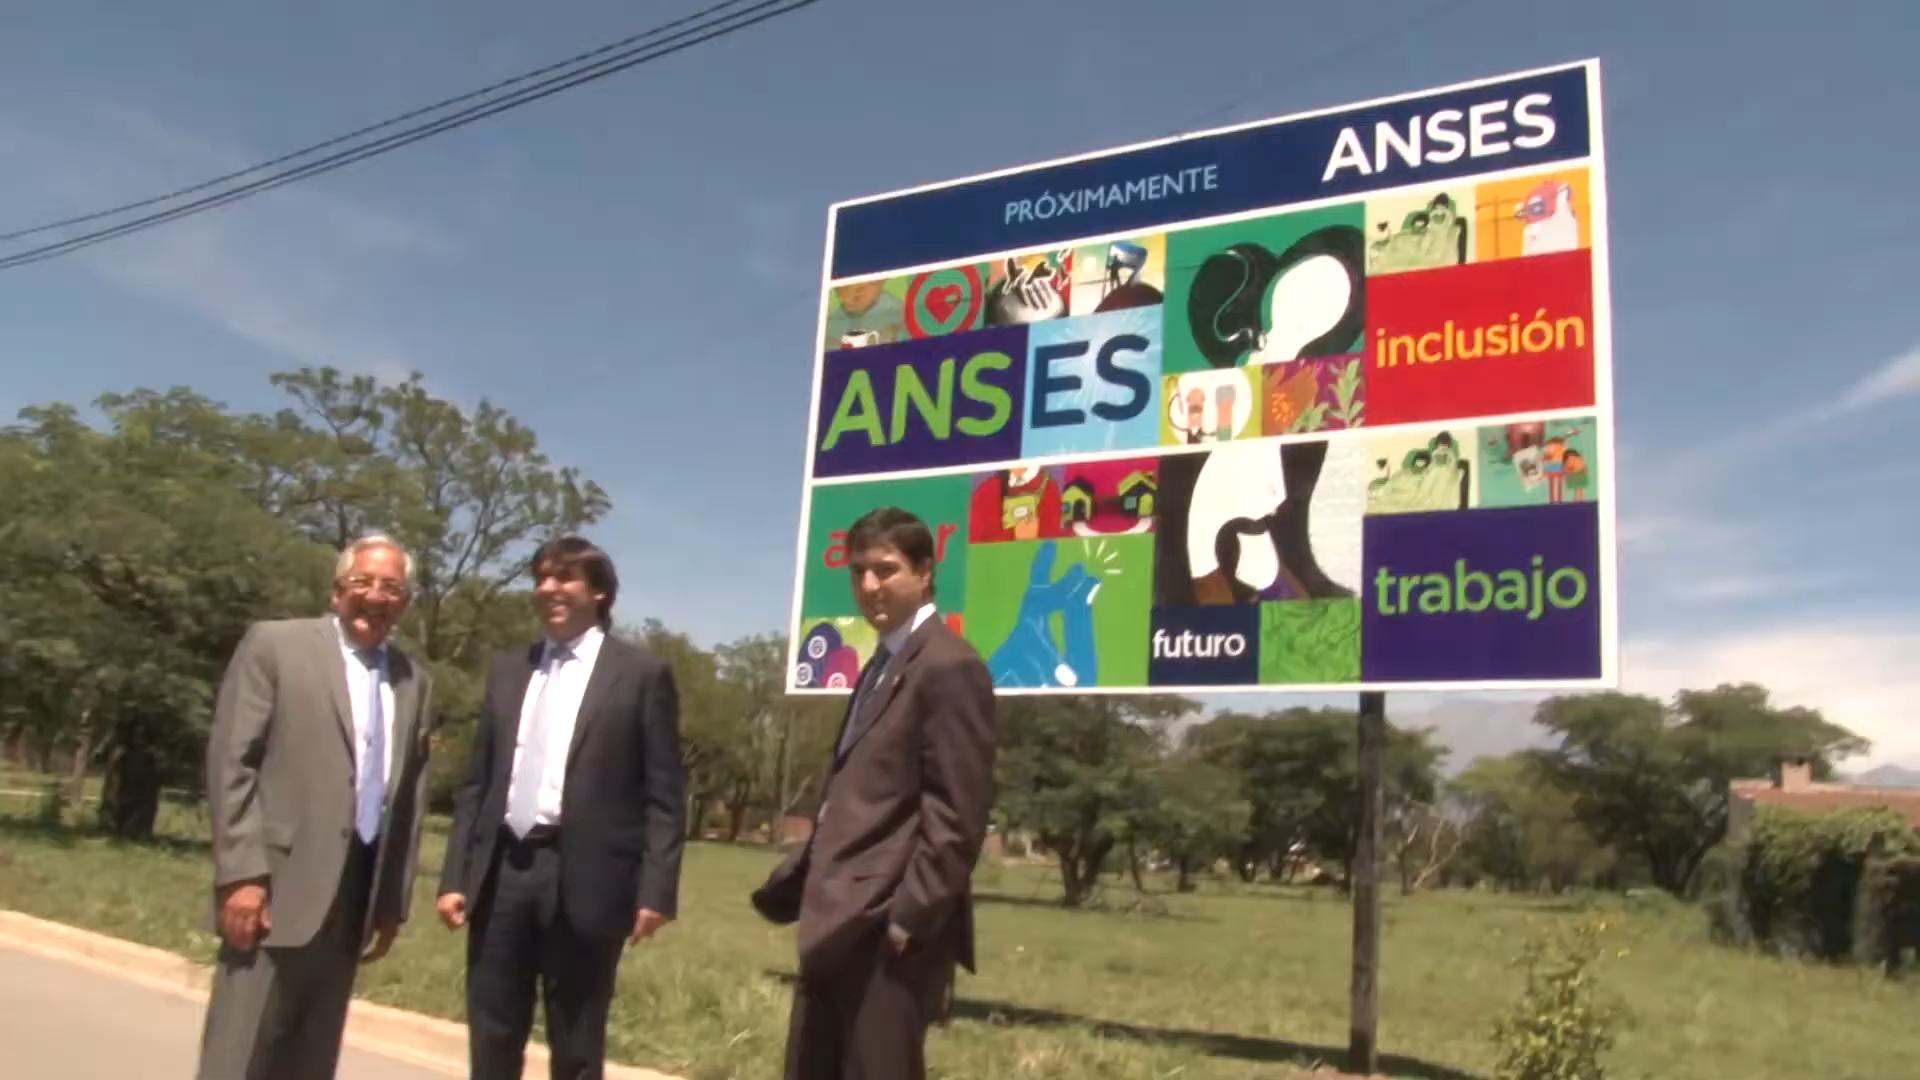 PRÓXIMAMENTE
ANSES
ANSES
inclusión
futuro
trabajo